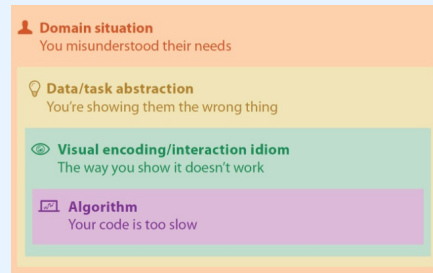 Domain situation
You misunderstood their needs
Data/task abstraction
You're showing them the wrong thing
Visual encoding/interaction idiom
The way you show it doesn't work
Algorithm
Your code is too slow